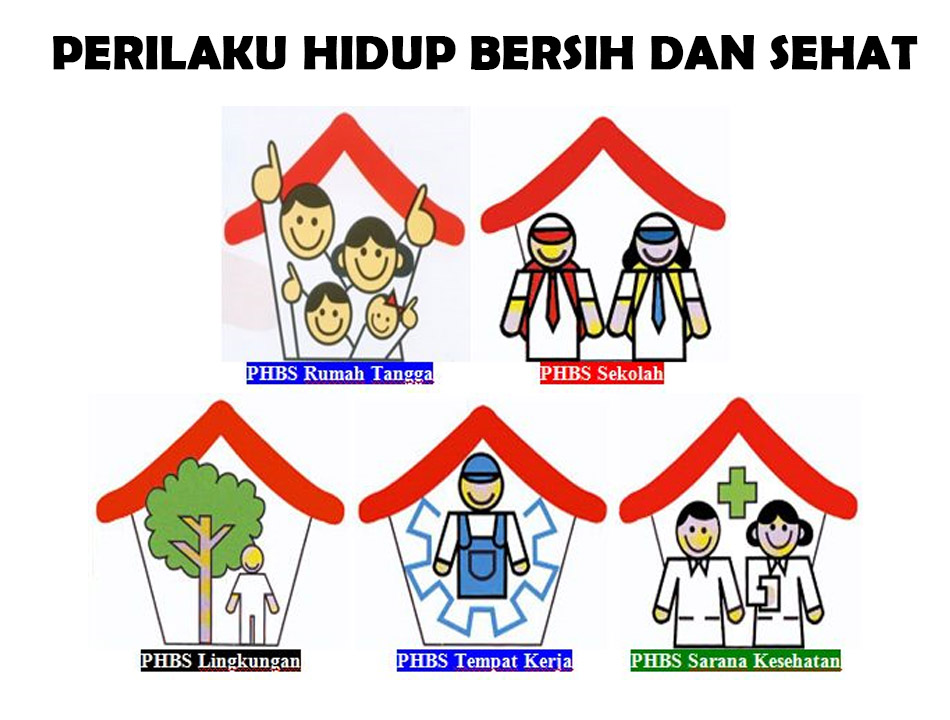 PERILAKU HIDUP BERSIH DAN SEHAT
PHBS Rumah Tangga
PHBS Sekolah
PHBS Lingkungan
PHBS Tempat Kerja
PHBS Sarana Kesehatan